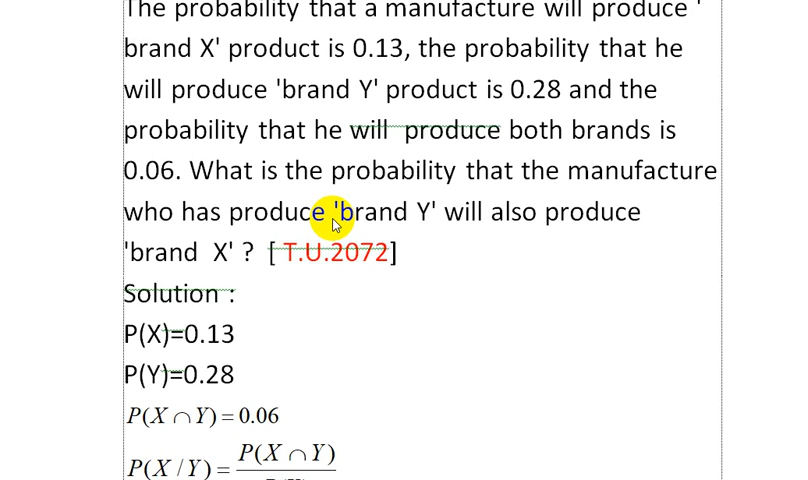 The probability that a manufacture will produce '
brand X' product is 0.13, the probability that he
will produce 'brand Y' product is 0.28 and the
probability that he will  produce both brands is
0.06. What is the probability that the manufacture
who has produce 'brand Y' will also produce
'brand  X' ?  [ T.U.2072]
Solution :
P(X)=0.13
P(Y)=0.28
P(X ∩ Y) = 0.06
P(X / Y) = P(X ∩ Y)